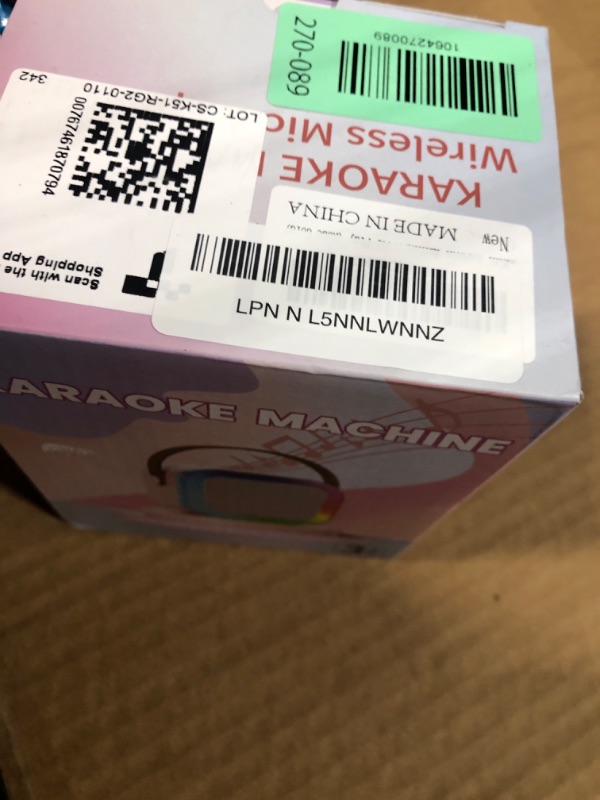 1064270089
270-089
KARAOKE
Wireless Mic
342
LOT: CS-K51-RG2-0110
00767461870794
Scan with the
Shopping App
MADE IN CHINA
New
LPN N L5NNLWNNZ
KARAOKE MACHINE